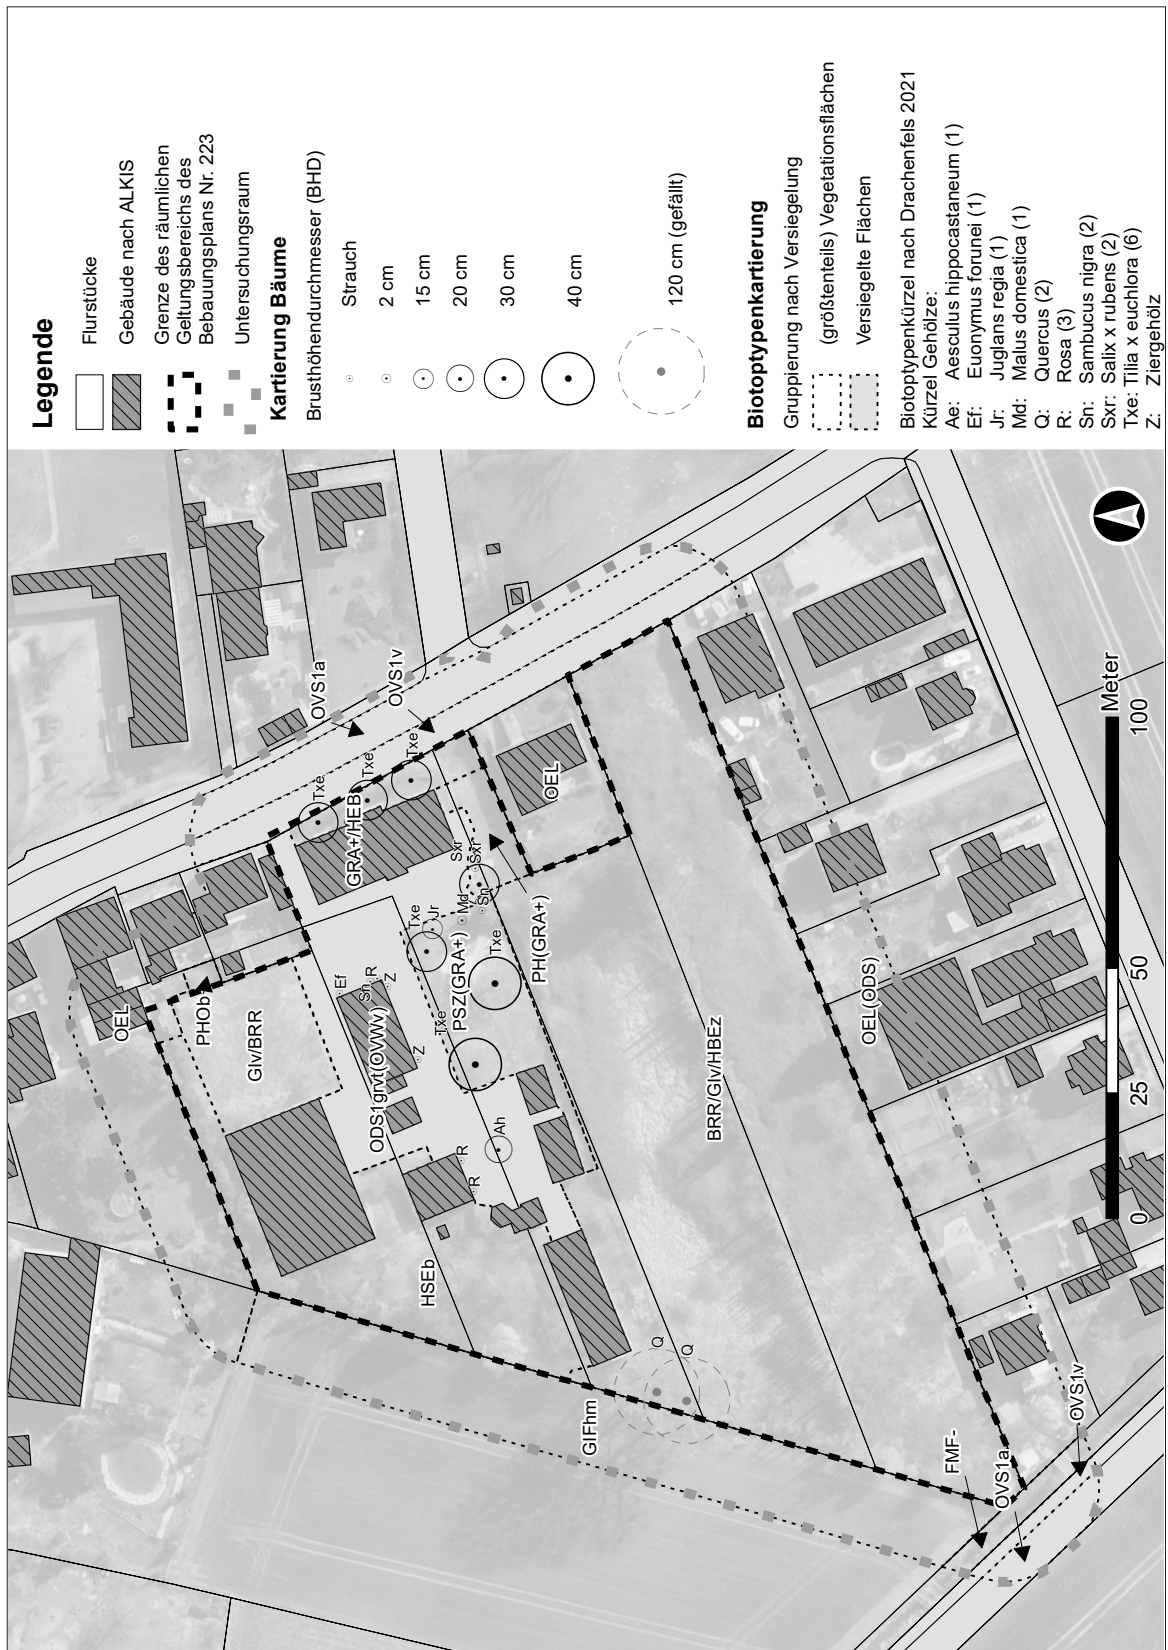 Legende
Flurstücke
Gebäude nach ALKIS
Grenze des räumlichen
Geltungsbereichs des
Bebauungsplans Nr. 223
Untersuchungsraum
Kartierung Bäume
Brusthöhendurchmesser (BHD)
Strauch
2 cm
15 cm
20 cm
30 cm
40 cm
120 cm (gefällt)
Biotoptypenkartierung
Gruppierung nach Versiegelung
(größtenteils) Vegetationsflächen
Versiegelte Flächen
Biotoptypenkürzel nach Drachenfels 2021
Kürzel Gehölze:
Ae: Aesculus hippocastaneum (1)
Ef: Euonymus forunei (1)
Jr: Juglans regia (1)
Md: Malus domestica (1)
Q: Quercus (2)
R: Rosa (3)
Sn: Sambucus nigra (2)
Sxr: Salix x rubens (2)
Txe: Tilia x euchlora (6)
Z: Ziergehölz
OEL
PHOb
GIv/BRR
OVS1a
OVS1v
Txe
Txe
Txe
GRA+/HEB
Ef
Sn
R
Z
Z
ODS1grvt(OVWv)
Txe
Jr
Md
Sn
Sxr
Sxr
Txe
Txe
PSZ(GRA+)
PH(GRA+)
OEL
Ah
R
R
HSEb
BRR/GIv/HBEz
OEL(ODS)
Q
Q
GIFhm
FMF-
OVS1a
OVS1v
0 25 50 100
Meter